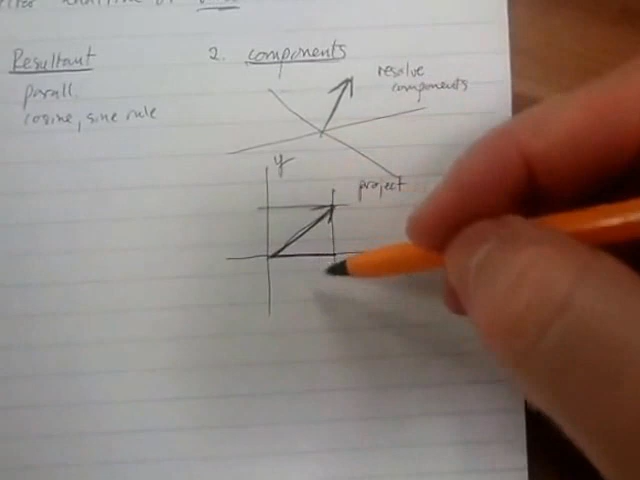 Resultant
parall.
cosine, sine rule
2. components
resolve
components
y
project